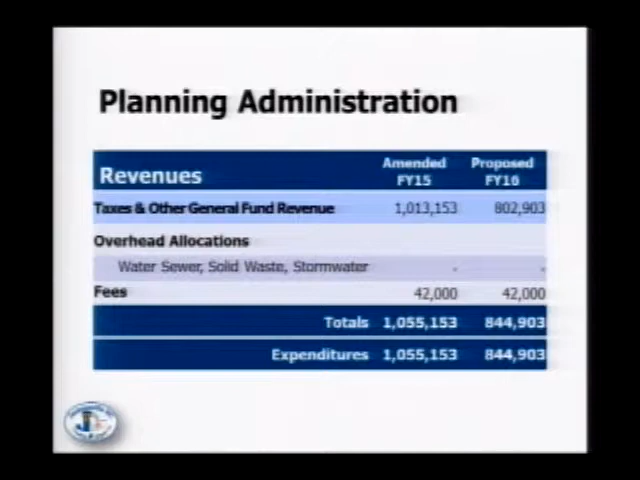 Planning Administration
Revenues Amended FY15 Proposed FY16
Taxes & Other General Fund Revenue 1,013,153 802,903
Overhead Allocations
Water Sewer, Solid Waste, Stormwater - -
Fees 42,000 42,000
Totals 1,055,153 844,903
Expenditures 1,055,153 844,903